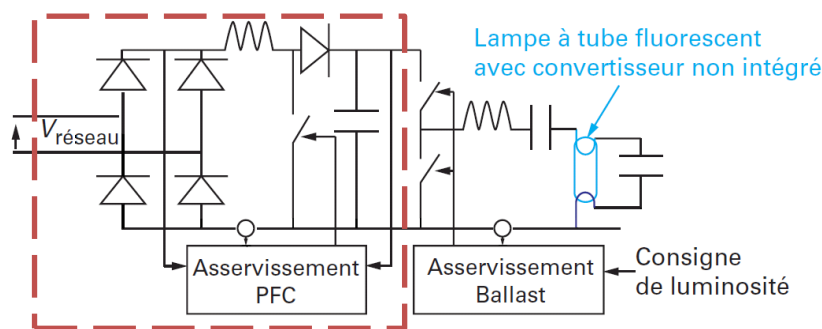 Lampe à tube fluorescent
avec convertisseur non intégré
Vréseau
Asservissement
PFC
Asservissement
Ballast
Consigne
de luminosité